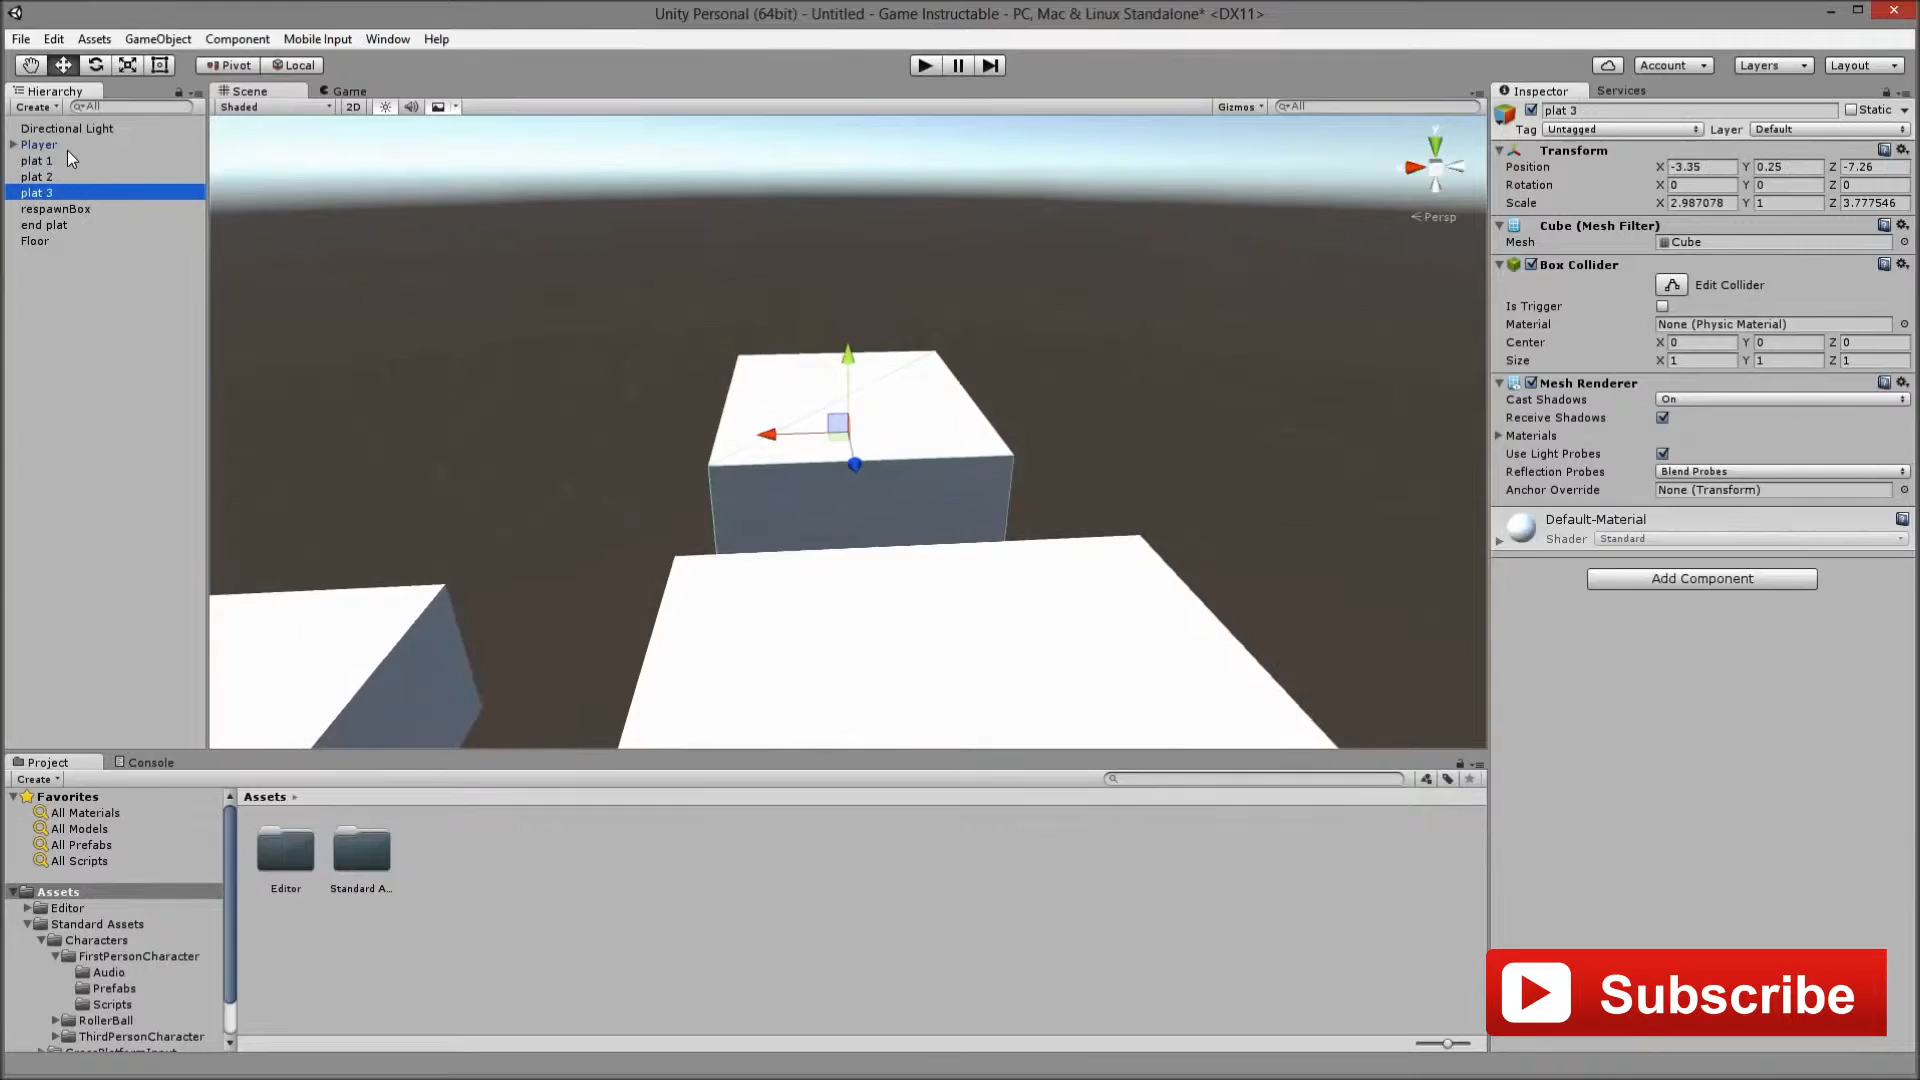 Unity Personal (64bit) - Untitled - Game Instructable - PC, Mac & Linux Standalone* <DX11>
File Edit Assets GameObject Component Mobile Input Window Help
Pivot Local Account Layers Layout
Hierarchy
Create All
Directional Light
Player
plat 1
plat 2
plat 3
respawnBox
end plat
Floor
Scene Game
Shaded 2D Gizmos All
y
Persp
Inspector Services
plat 3 Static
Tag Untagged Layer Default
Transform
Position X -3.35 Y 0.25 Z -7.26
Rotation X 0 Y 0 Z 0
Scale X 2.987078 Y 1 Z 3.777546
Cube (Mesh Filter)
Mesh Cube
Box Collider
Edit Collider
Is Trigger
Material None (Physic Material)
Center X 0 Y 0 Z 0
Size X 1 Y 1 Z 1
Mesh Renderer
Cast Shadows On
Receive Shadows
Materials
Use Light Probes
Reflection Probes Blend Probes
Anchor Override None (Transform)
Default-Material
Shader Standard
Add Component
Project Console
Create
Favorites
All Materials
All Models
All Prefabs
All Scripts
Assets
Editor
Standard Assets
Characters
FirstPersonCharacter
Audio
Prefabs
Scripts
RollerBall
ThirdPersonCharacter
Assets
Editor Standard A...
Subscribe